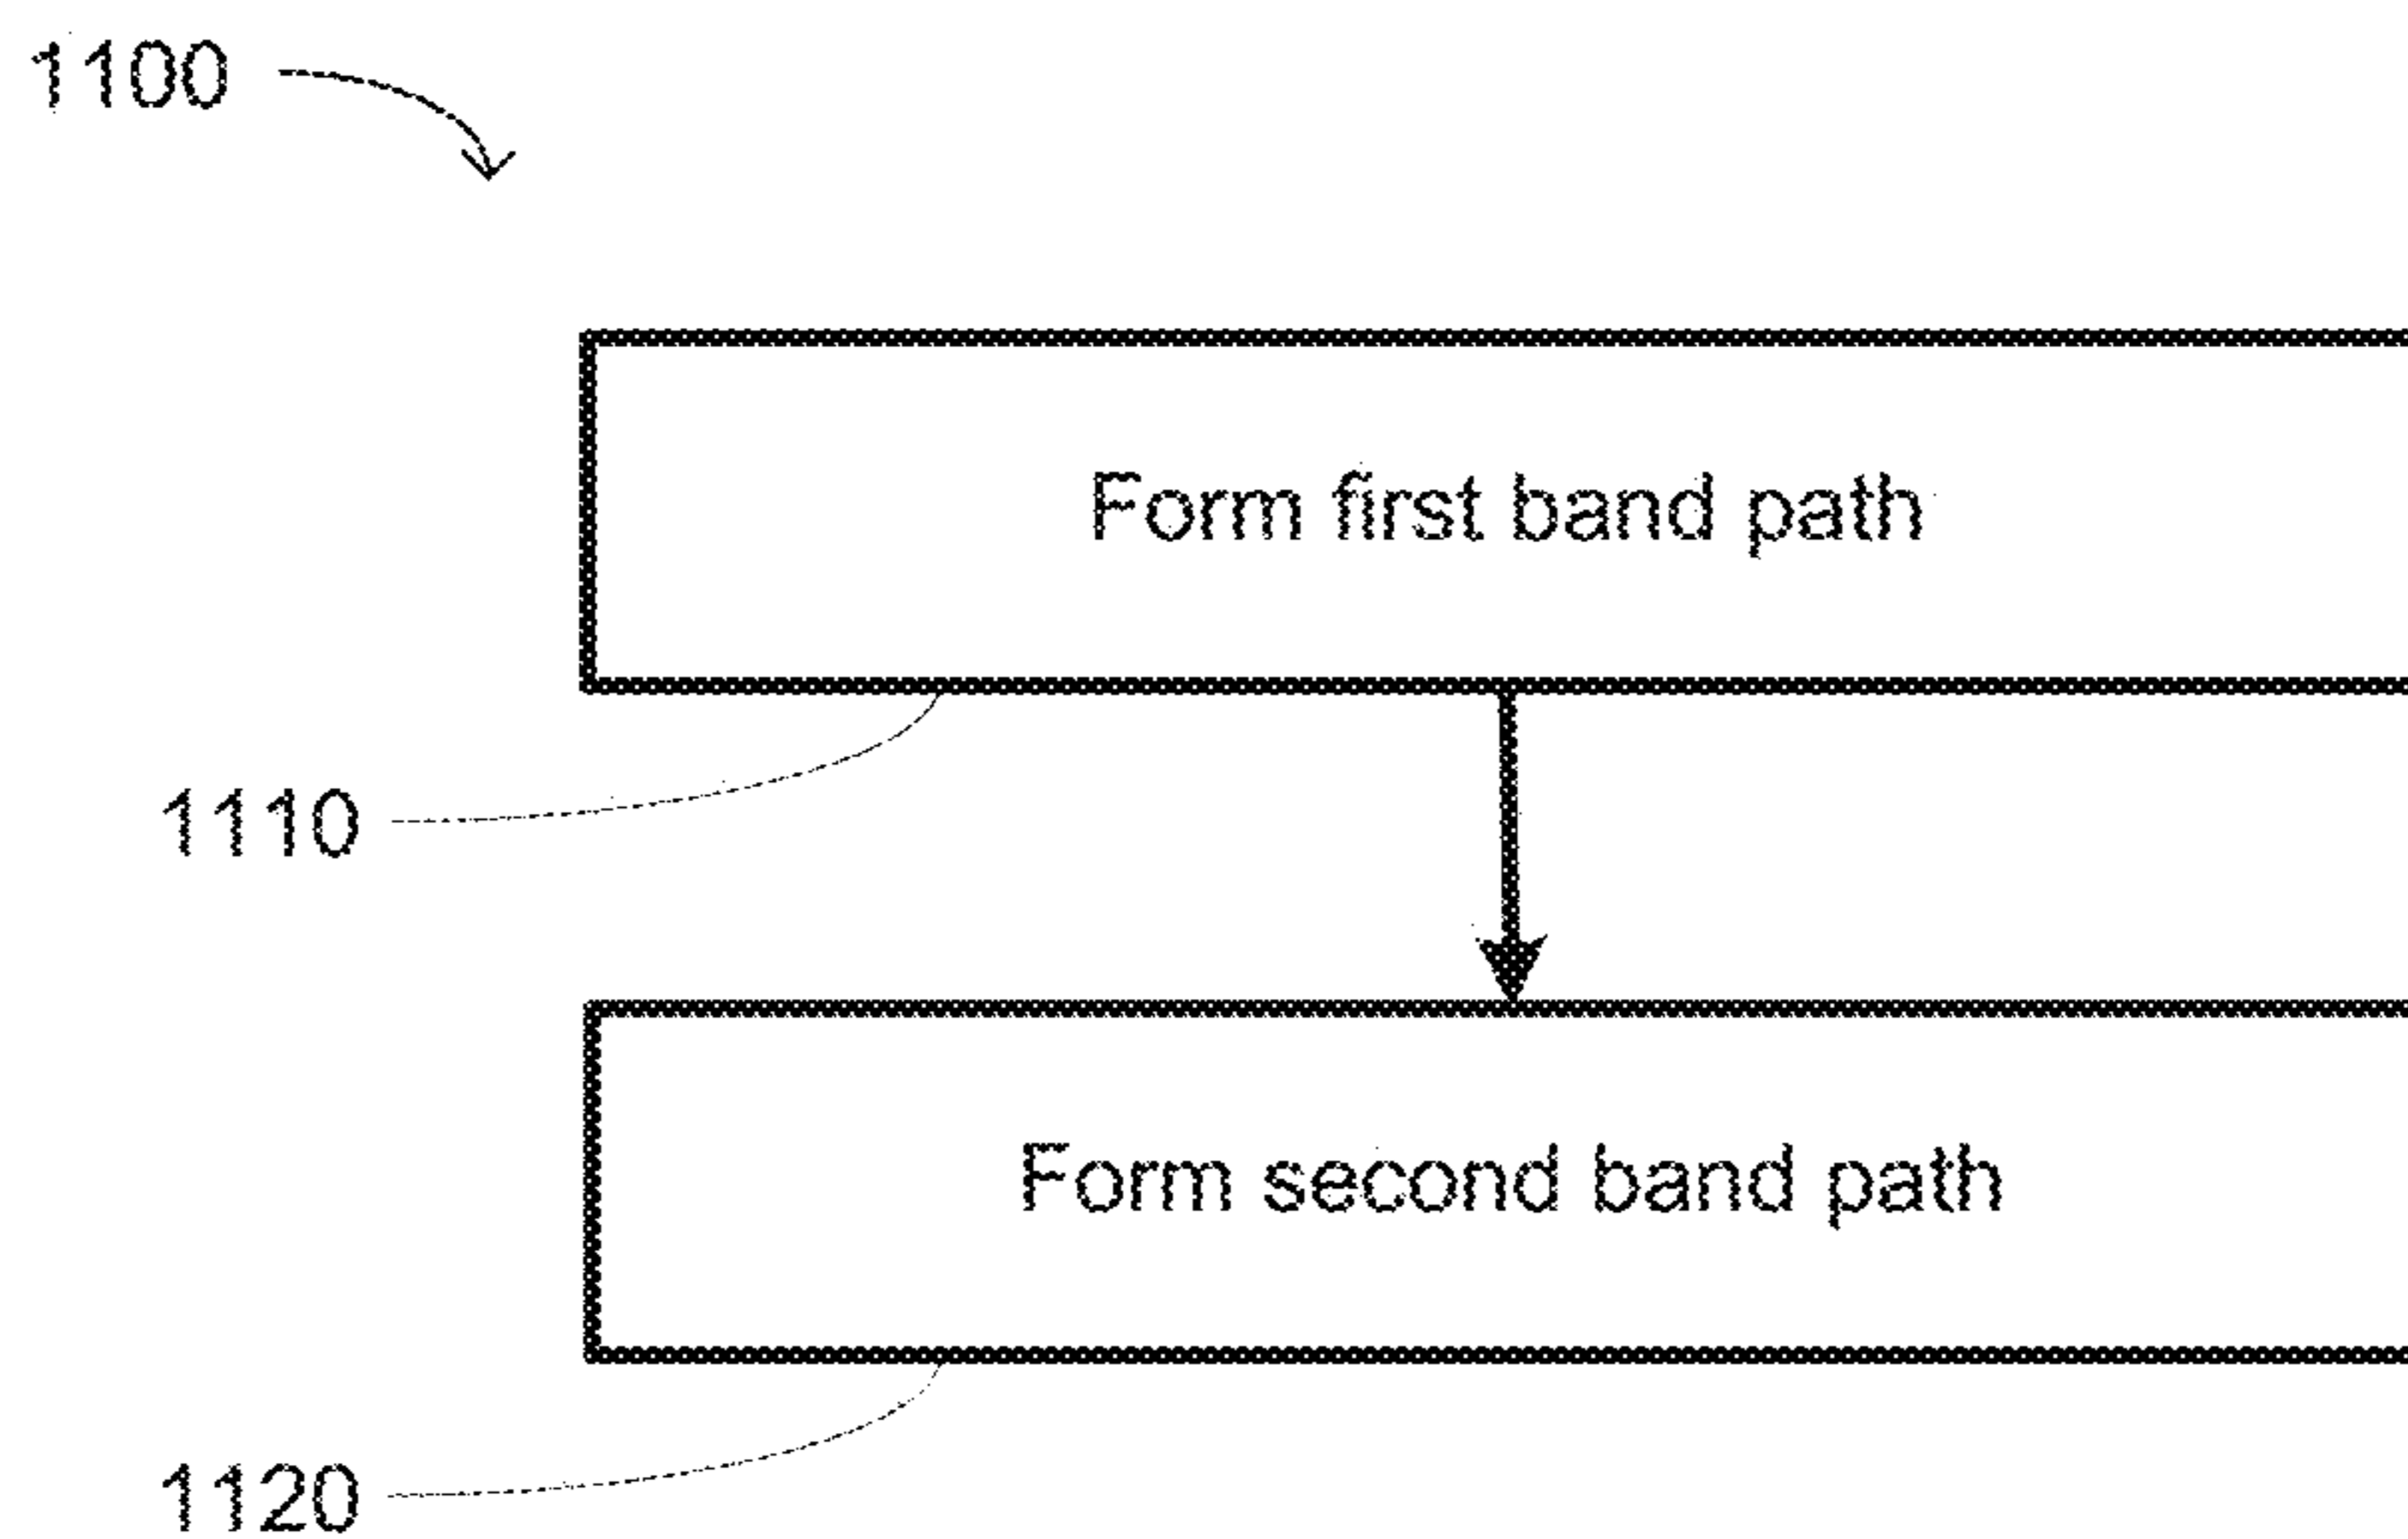 1100
Form first band path
1110
Form second band path
1120